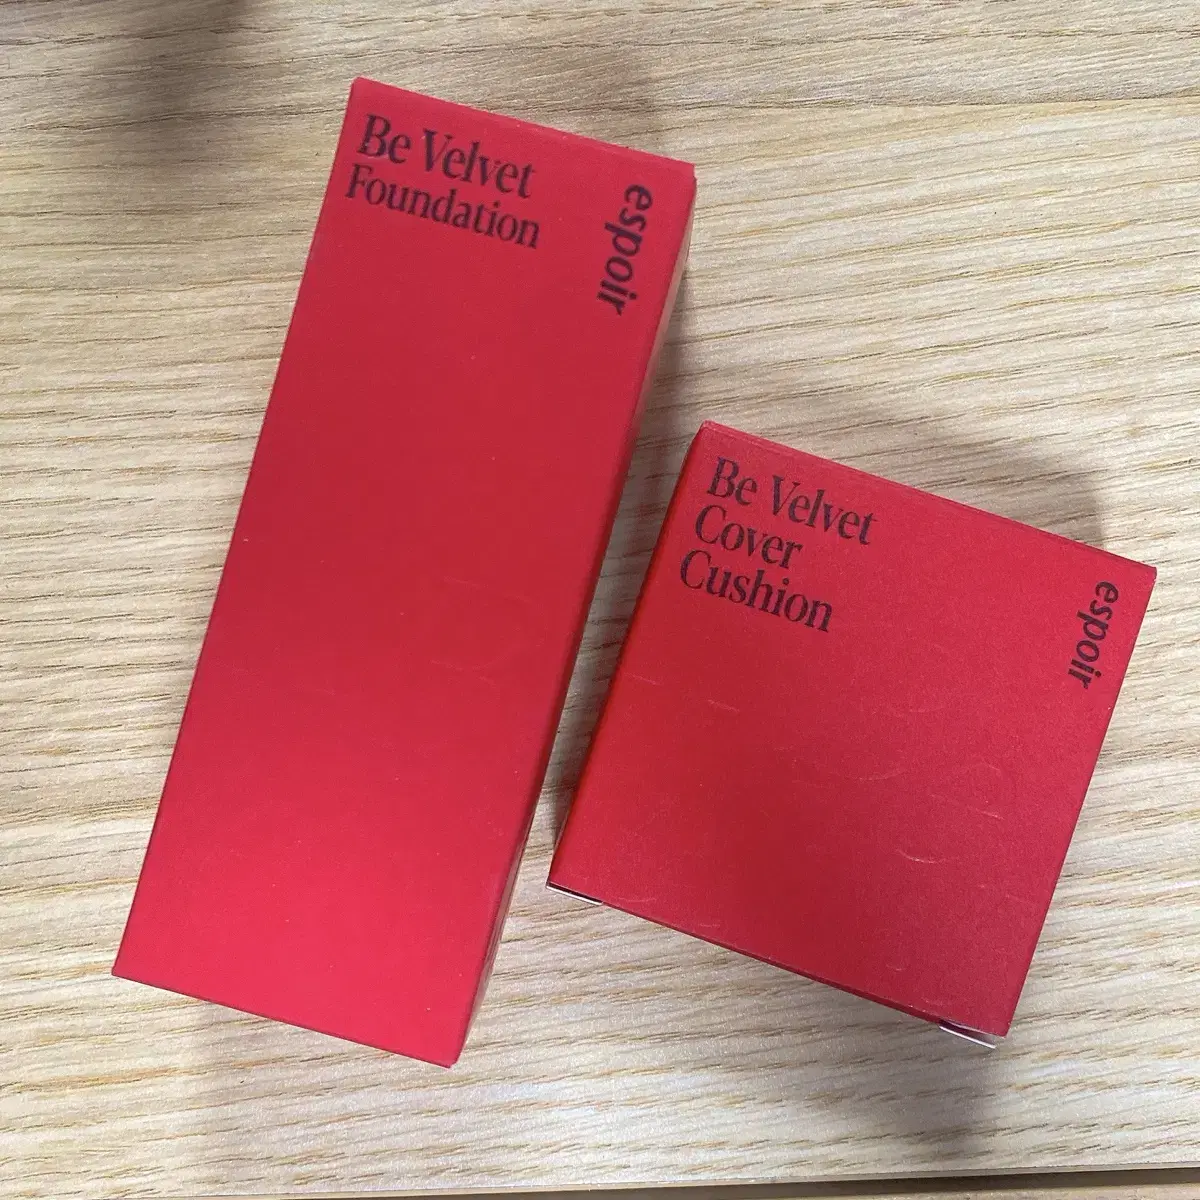 Be Velvet
Foundation
espoir
Be Velvet
Cover
Cushion
espoir